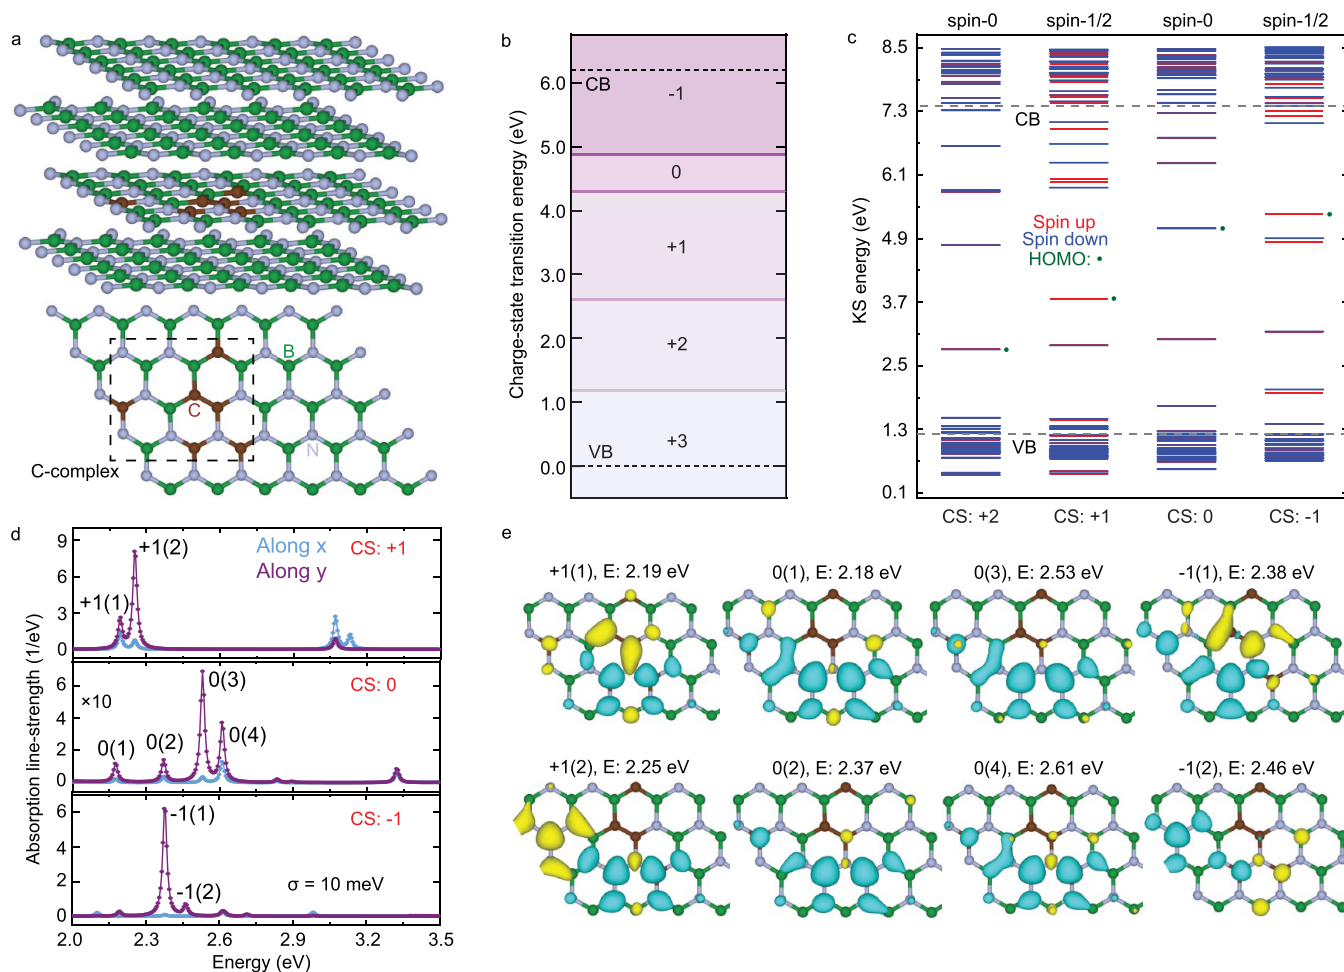 a
B
C
N
C-complex
b
Charge-state transition energy (eV)
6.0
5.0
4.0
3.0
2.0
1.0
0.0
CB
-1
0
+1
+2
+3
VB
c
spin-0
spin-1/2
spin-0
spin-1/2
KS energy (eV)
8.5
7.3
6.1
4.9
3.7
2.5
1.3
0.1
CB
Spin up
Spin down
HOMO:
VB
CS: +2
CS: +1
CS: 0
CS: -1
d
Absorption line-strength (1/eV)
9
6
3
0
+1(2)
+1(1)
Along x
Along y
CS: +1
6
4
2
0
×10
0(1)
0(2)
0(3)
0(4)
CS: 0
6
4
2
0
-1(1)
-1(2)
CS: -1
σ = 10 meV
2.0
2.3
2.6
2.9
3.2
3.5
Energy (eV)
e
+1(1), E: 2.19 eV
0(1), E: 2.18 eV
0(3), E: 2.53 eV
-1(1), E: 2.38 eV
+1(2), E: 2.25 eV
0(2), E: 2.37 eV
0(4), E: 2.61 eV
-1(2), E: 2.46 eV